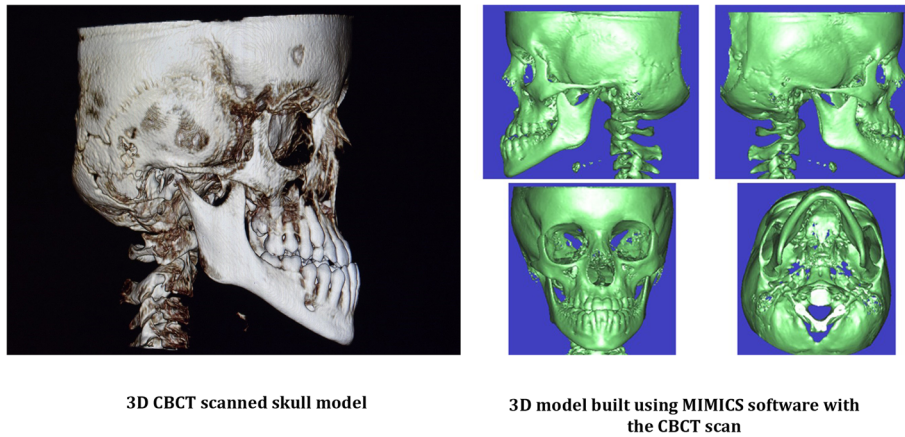 3D CBCT scanned skull model
3D model built using MIMICS software with
the CBCT scan